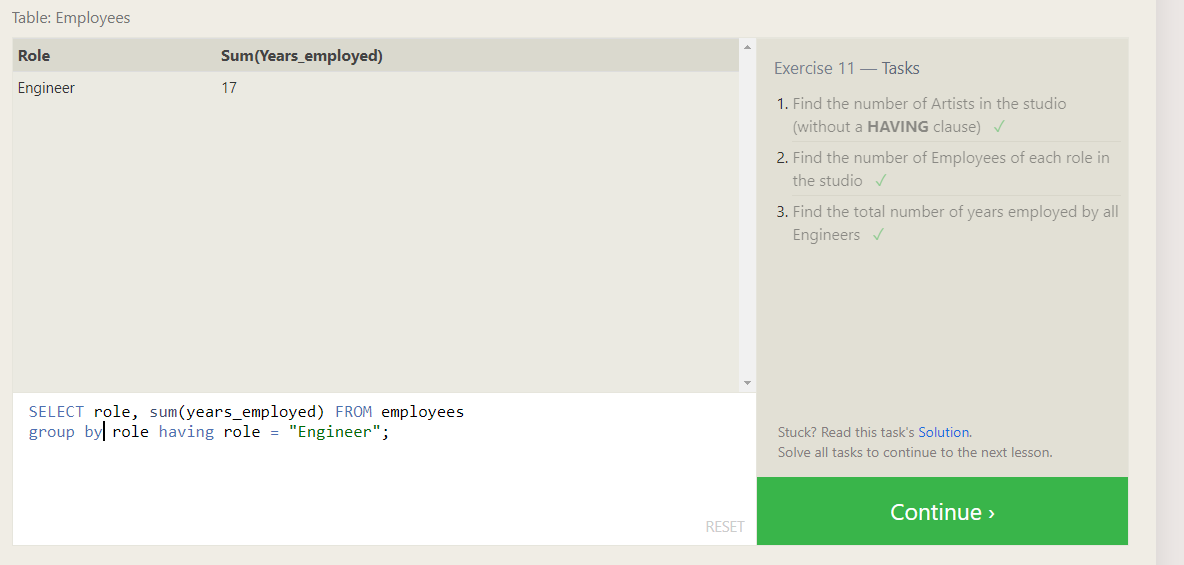 Table: Employees
Role Sum(Years_employed)
Engineer 17
SELECT role, sum(years_employed) FROM employees
group by role having role = "Engineer";
RESET
Exercise 11 — Tasks
1. Find the number of Artists in the studio
(without a HAVING clause) ✓
2. Find the number of Employees of each role in
the studio ✓
3. Find the total number of years employed by all
Engineers ✓
Stuck? Read this task's Solution.
Solve all tasks to continue to the next lesson.
Continue ›